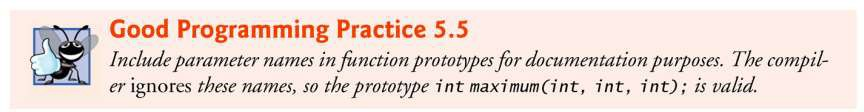 Good Programming Practice 5.5
Include parameter names in function prototypes for documentation purposes. The compil-
er ignores these names, so the prototype int maximum(int, int, int); is valid.